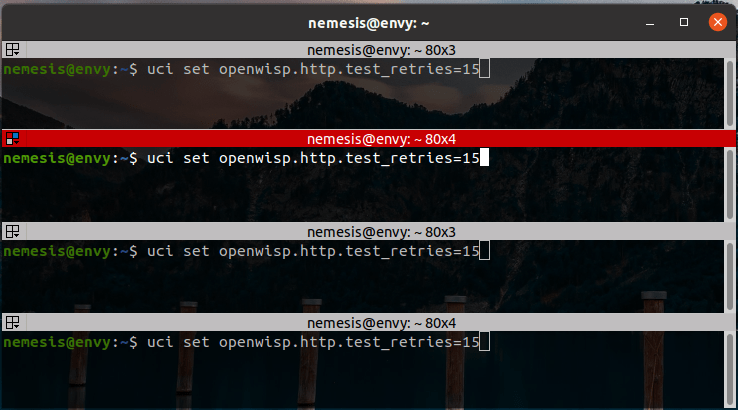 nemesis@envy: ~
nemesis@envy: ~ 80x3
nemesis@envy:~$ uci set openwisp.http.test_retries=15
nemesis@envy: ~ 80x4
nemesis@envy:~$ uci set openwisp.http.test_retries=15
nemesis@envy: ~ 80x3
nemesis@envy:~$ uci set openwisp.http.test_retries=15
nemesis@envy: ~ 80x4
nemesis@envy:~$ uci set openwisp.http.test_retries=15